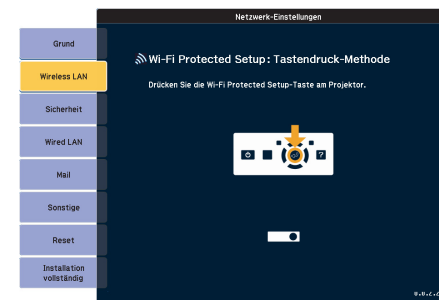 Netzwerk-Einstellungen
Grund
Wireless LAN
Sicherheit
Wired LAN
Mail
Sonstige
Reset
Installation
vollständig
Wi-Fi Protected Setup: Tastendruck-Methode
Drücken Sie die Wi-Fi Protected Setup-Taste am Projektor.
?